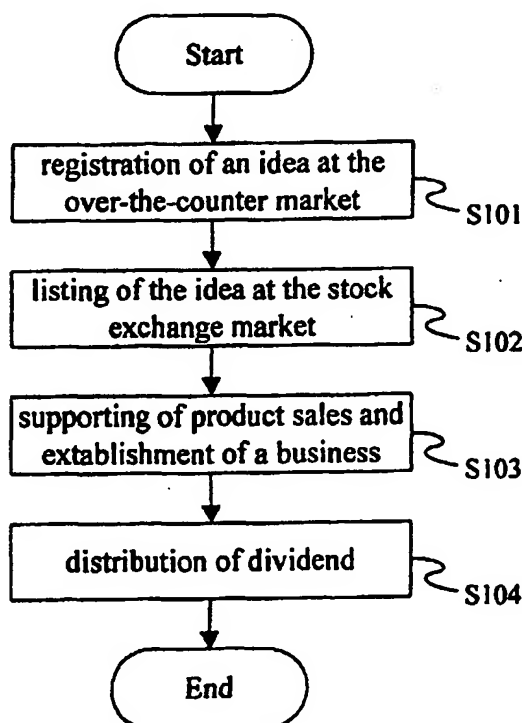 Start
registration of an idea at the
over-the-counter market
S101
listing of the idea at the stock
exchange market
S102
supporting of product sales and
extablishment of a business
S103
distribution of dividend
S104
End